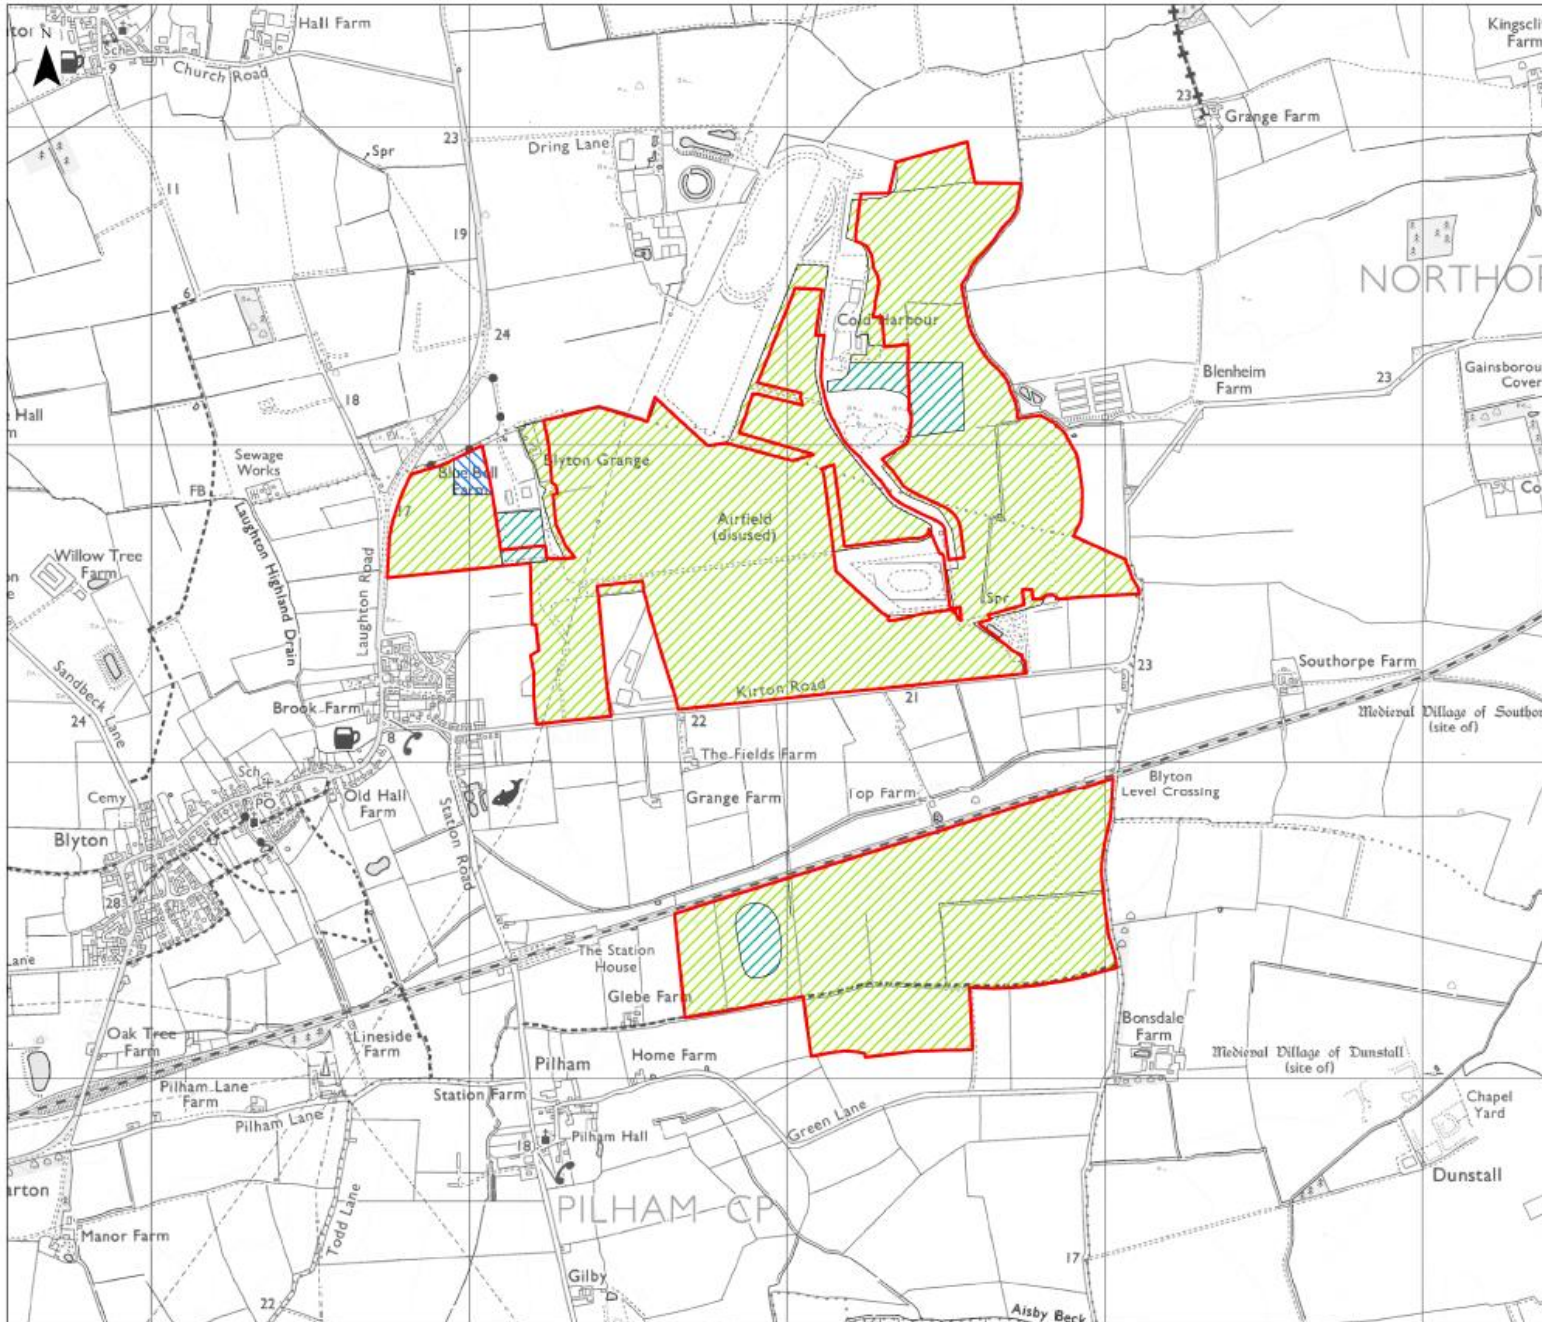 N
Hall Farm
Sch
9
Church Road
Spr
11
23
Dring Lane
23
Grange Farm
19
NORTHO
6
24
Cold Harbour
Blenheim
Farm
23
18
Hall
Sewage
Works
FB
Blue Bell
Farm
17
Blyton Grange
Airfield
(disused)
Willow Tree
Farm
Laughton Highland Drain
Laughton Road
Spr
Sandbeck Lane
24
Brook Farm
8
Kirton Road
21
22
23
Southorpe Farm
Medieval Village of Southor
(site of)
The Fields Farm
Sch
PO
Cemy
Old Hall
Farm
Grange Farm
Top Farm
Blyton
Level Crossing
Blyton
Station Road
28
Lane
The Station
House
Glebe Farm
Oak Tree
Farm
Lineside
Farm
Bonsdale
Farm
Pilham
Home Farm
Medieval Village of Dunstall
(site of)
Pilham Lane
Farm
Station Farm
Chapel
Yard
Pilham Lane
Green Lane
Pilham Hall
18
Dunstall
arton
PILHAM CP
Todd Lane
Manor Farm
17
Gilby
22
Aisby Beck